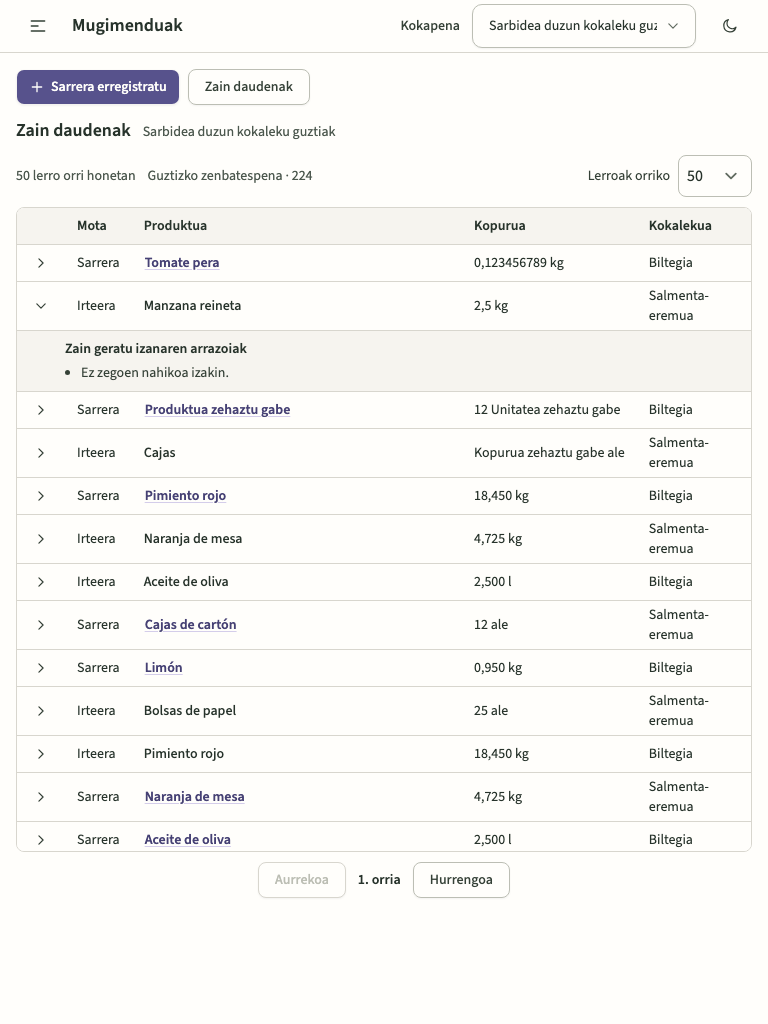 Mugimenduak
Kokapena
Sarbidea duzun kokaleku guz
Sarrera erregistratu
Zain daudenak
Zain daudenak Sarbidea duzun kokaleku guztiak
50 lerro orri honetan Guztizko zenbatespena · 224
Lerroak orriko 50
Mota Produktua Kopurua Kokalekua
Sarrera Tomate pera 0,123456789 kg Biltegia
Irteera Manzana reineta 2,5 kg Salmenta-
eremua
Zain geratu izanaren arrazoiak
• Ez zegoen nahikoa izakin.
Sarrera Produktua zehaztu gabe 12 Unitatea zehaztu gabe Biltegia
Irteera Cajas Kopurua zehaztu gabe ale Salmenta-
eremua
Sarrera Pimiento rojo 18,450 kg Biltegia
Irteera Naranja de mesa 4,725 kg Salmenta-
eremua
Irteera Aceite de oliva 2,500 l Biltegia
Sarrera Cajas de cartón 12 ale Salmenta-
eremua
Sarrera Limón 0,950 kg Biltegia
Irteera Bolsas de papel 25 ale Salmenta-
eremua
Irteera Pimiento rojo 18,450 kg Biltegia
Sarrera Naranja de mesa 4,725 kg Salmenta-
eremua
Sarrera Aceite de oliva 2,500 l Biltegia
Aurrekoa 1. orria Hurrengoa